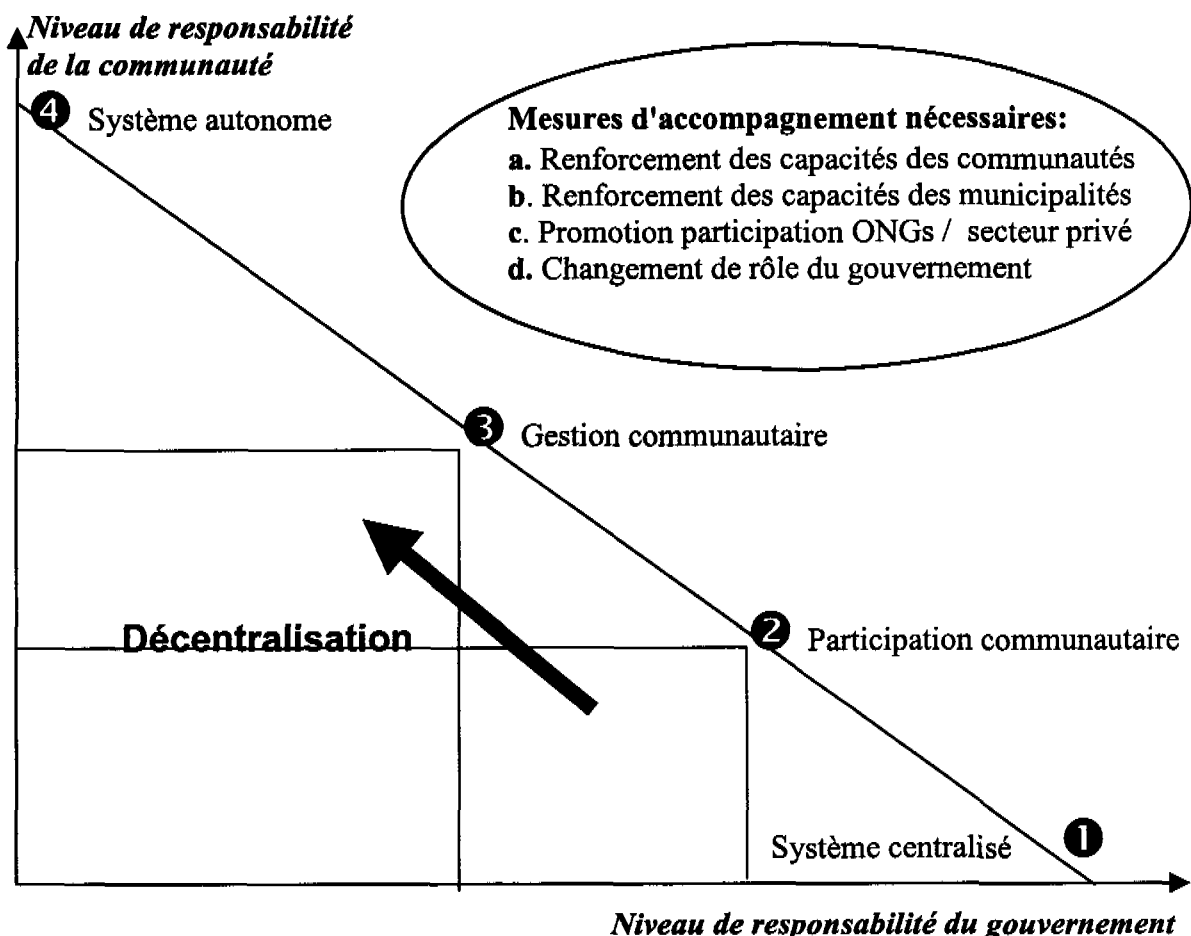 Niveau de responsabilité
de la communauté
4 Système autonome
Mesures d'accompagnement nécessaires:
a. Renforcement des capacités des communautés
b. Renforcement des capacités des municipalités
c. Promotion participation ONGs / secteur privé
d. Changement de rôle du gouvernement
3 Gestion communautaire
Décentralisation
2 Participation communautaire
Système centralisé 1
Niveau de responsabilité du gouvernement